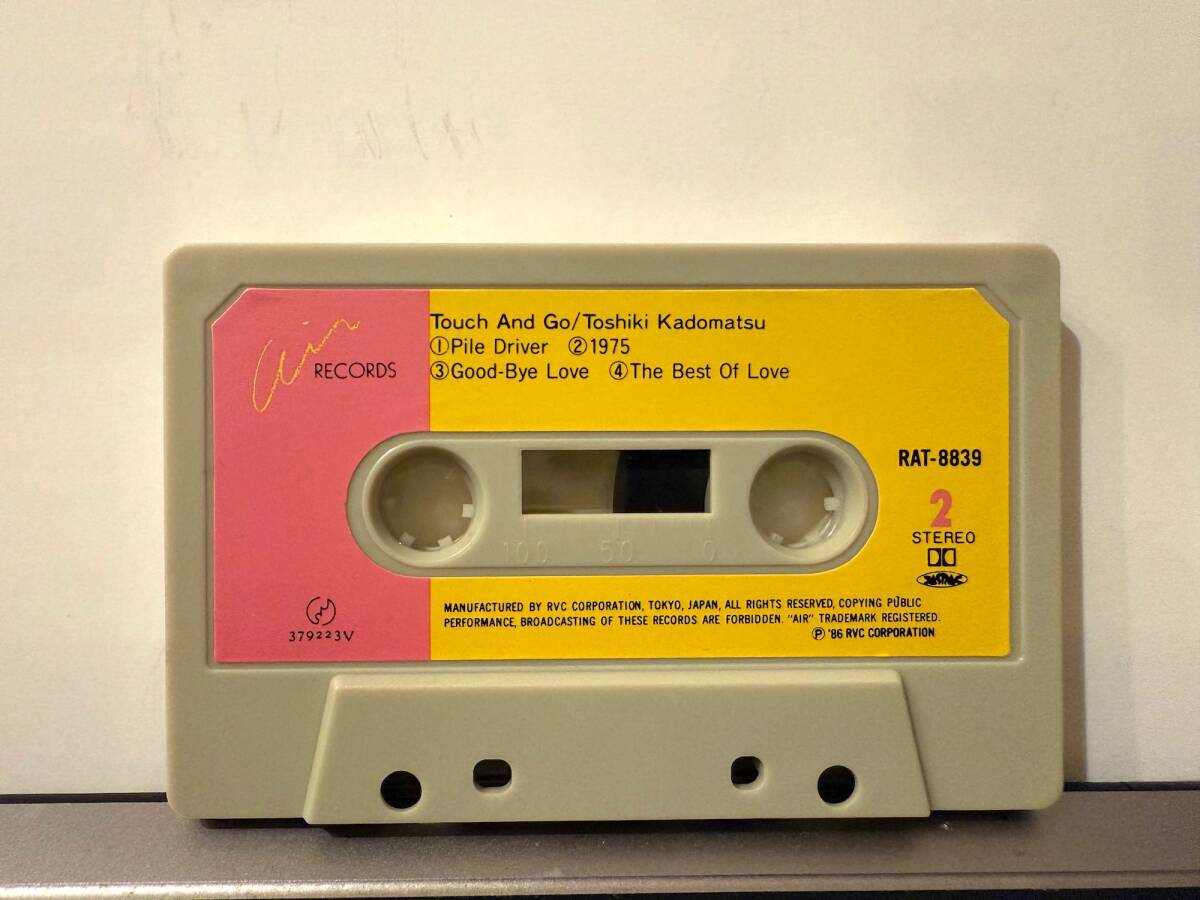 Air
RECORDS
Touch And Go/Toshiki Kadomatsu
①Pile Driver ②1975
③Good-Bye Love ④The Best Of Love
RAT-8839
2
STEREO
100 50 0
379223V
MANUFACTURED BY RVC CORPORATION, TOKYO, JAPAN, ALL RIGHTS RESERVED, COPYING PUBLIC
PERFORMANCE, BROADCASTING OF THESE RECORDS ARE FORBIDDEN. "AIR" TRADEMARK REGISTERED.
Ⓟ '86 RVC CORPORATION